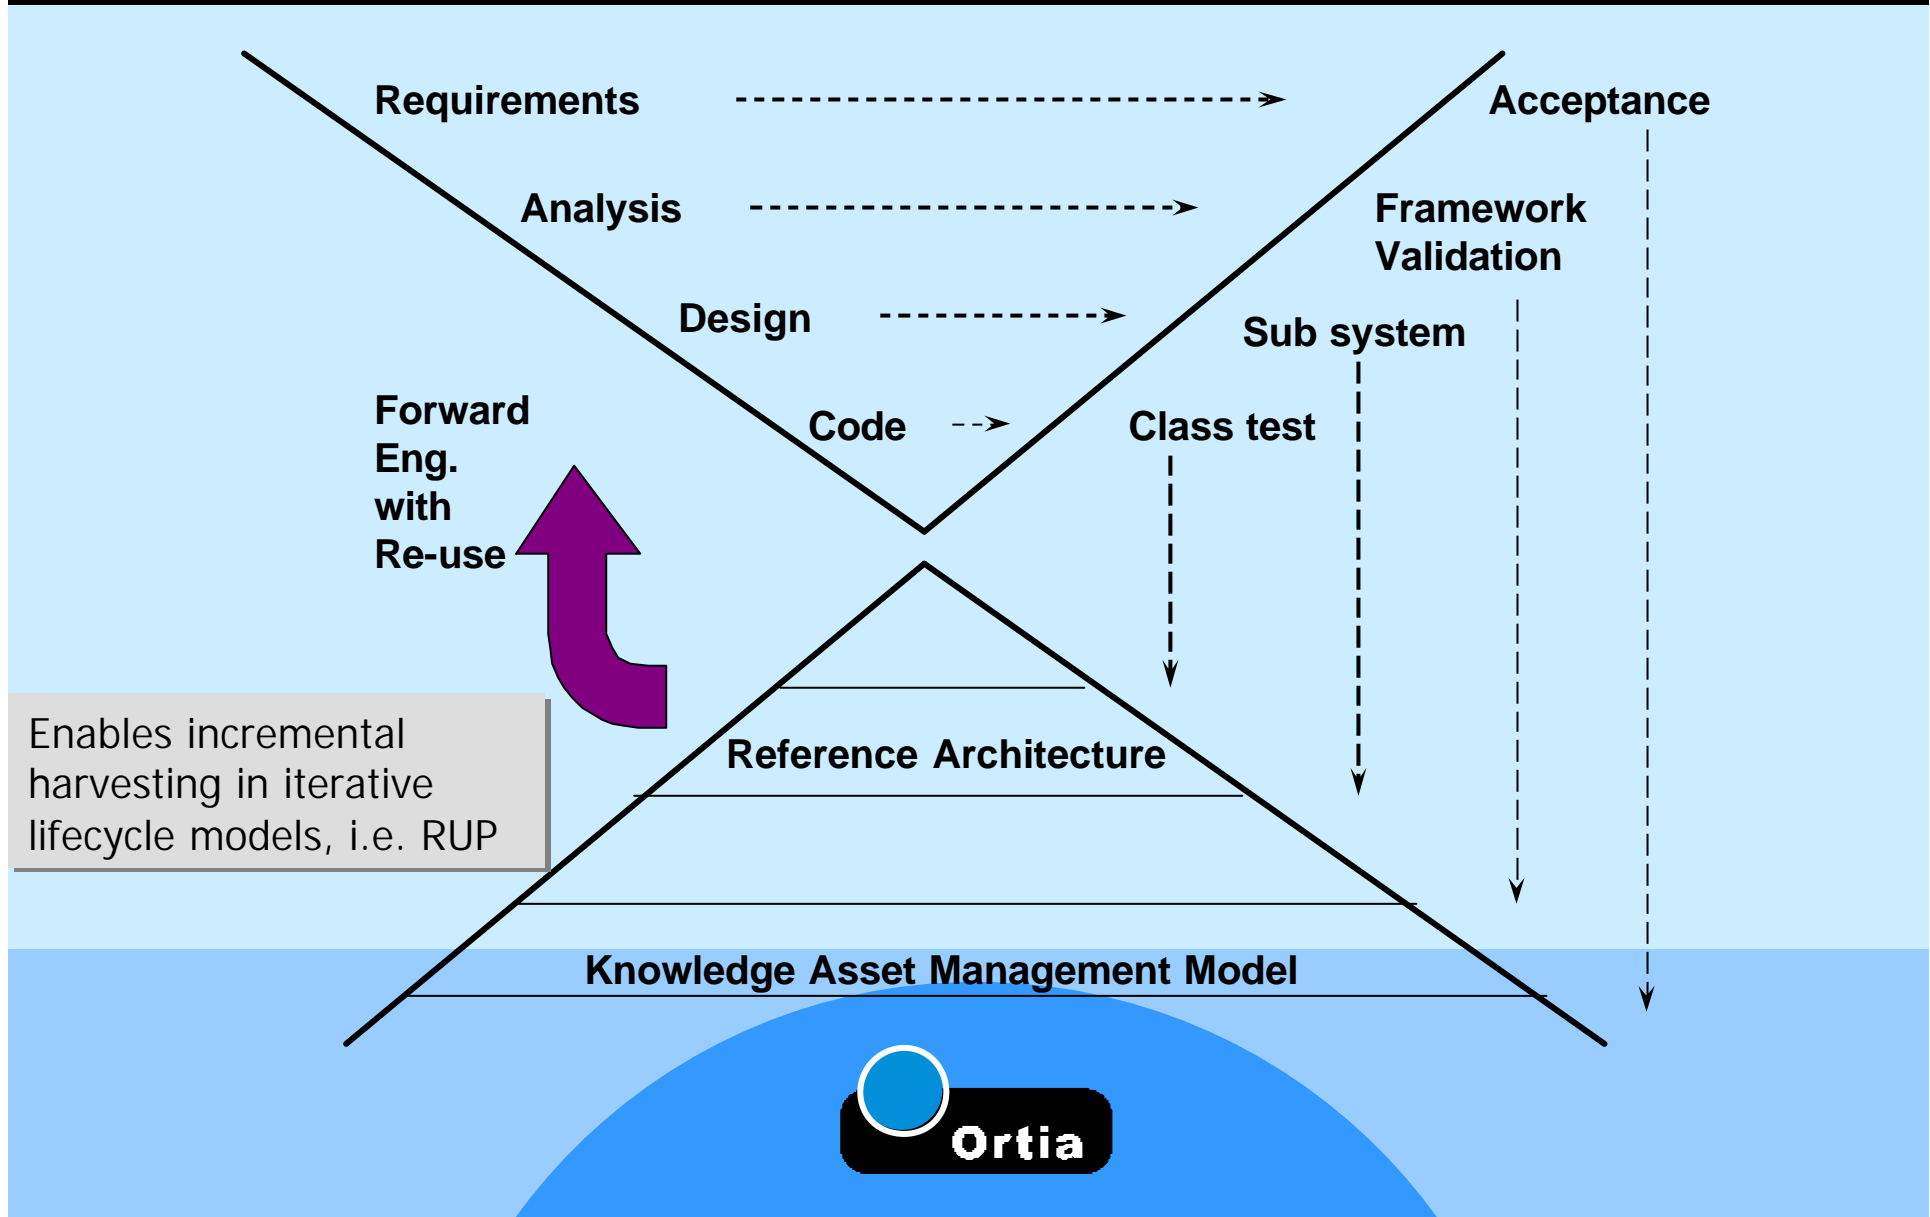 Requirements
Acceptance
Analysis
Framework
Validation
Design
Sub system
Forward
Eng.
with
Re-use
Code
Class test
Enables incremental
harvesting in iterative
lifecycle models, i.e. RUP
Reference Architecture
Knowledge Asset Management Model
Ortia